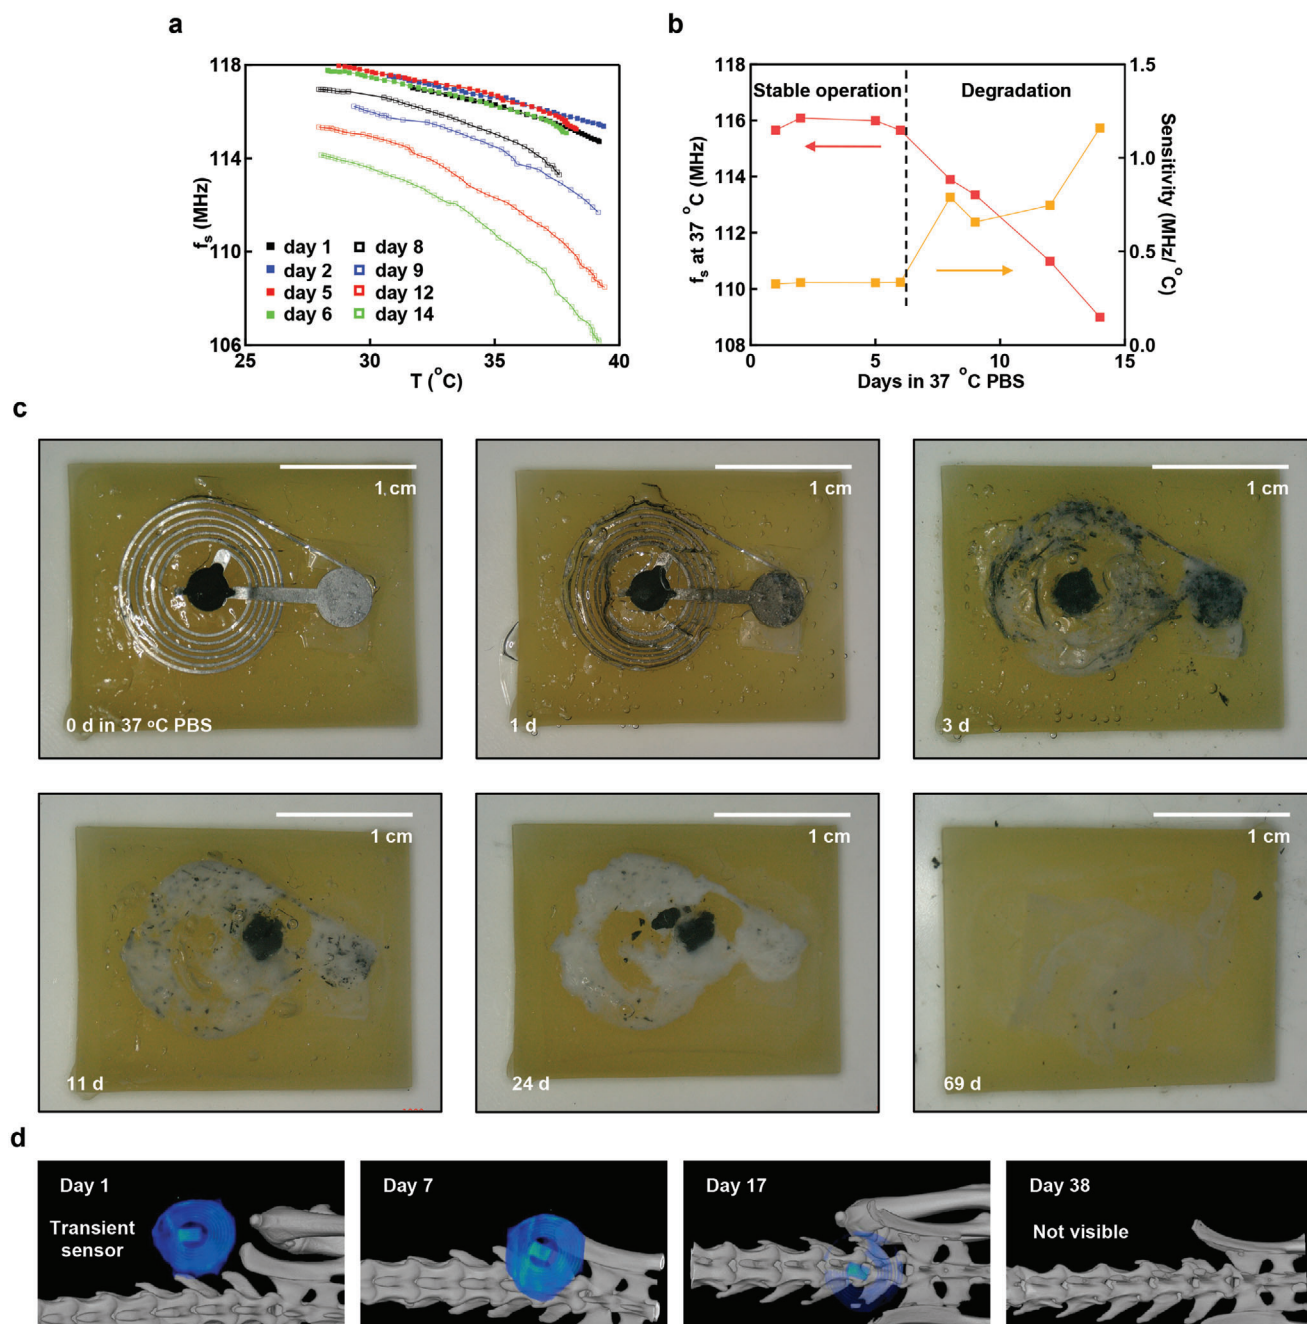 a
118
114
110
106
f_s (MHz)
day 1
day 2
day 5
day 6
day 8
day 9
day 12
day 14
25
30
35
40
T (°C)
b
118
116
114
112
110
108
f_s at 37 °C (MHz)
Stable operation
Degradation
1.5
1.0
0.5
0.0
Sensitivity (MHz/°C)
0
5
10
15
Days in 37 °C PBS
c
1 cm
0 d in 37 °C PBS
1 cm
1 d
1 cm
3 d
1 cm
11 d
1 cm
24 d
1 cm
69 d
d
Day 1
Transient
sensor
Day 7
Day 17
Day 38
Not visible